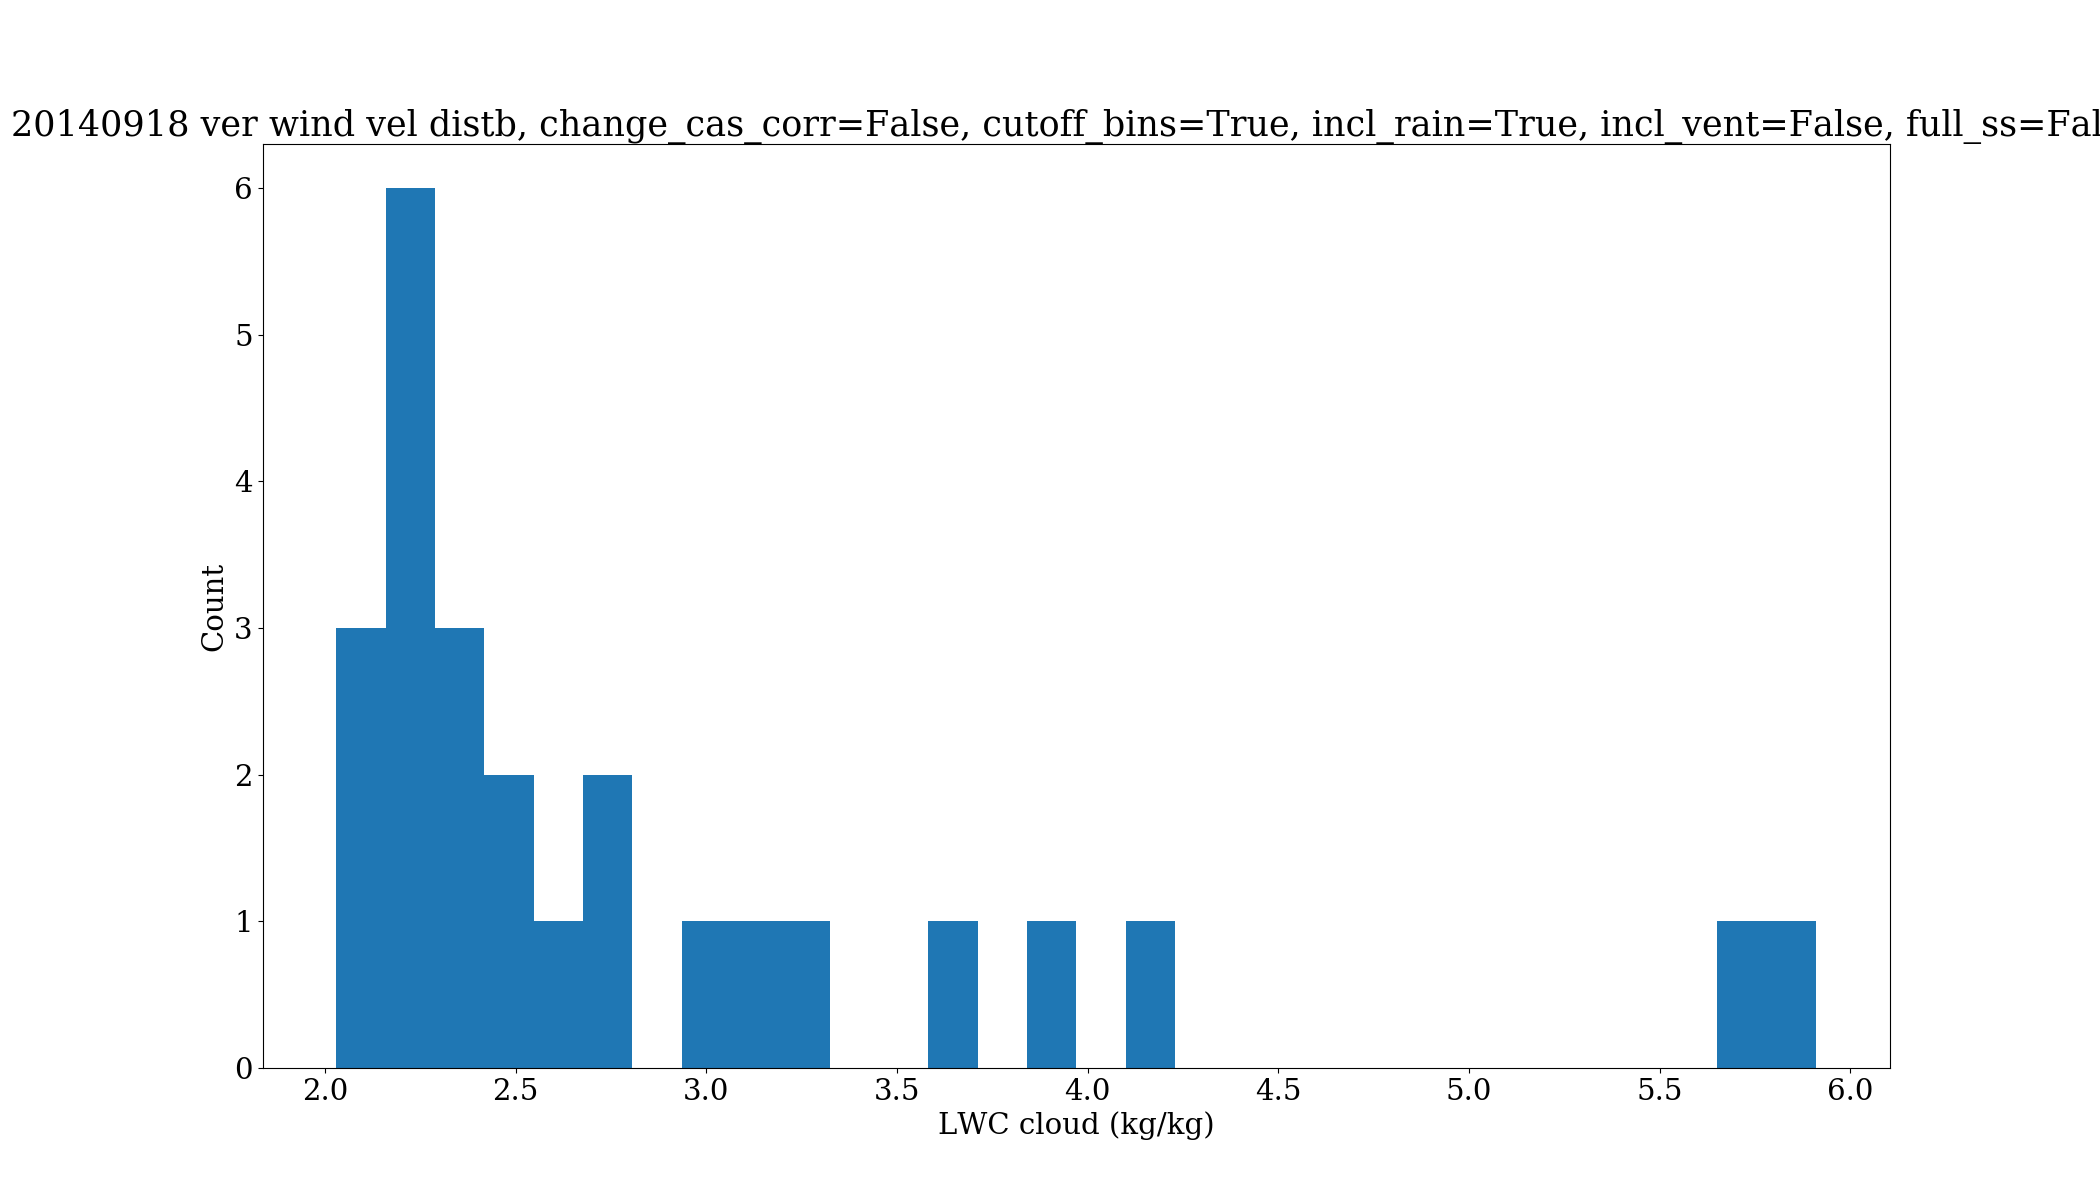 20140918 ver wind vel distb, change_cas_corr=False, cutoff_bins=True, incl_rain=True, incl_vent=False, full_ss=Fal
6
5
4
3
2
1
0
Count
2.0 2.5 3.0 3.5 4.0 4.5 5.0 5.5 6.0
LWC cloud (kg/kg)